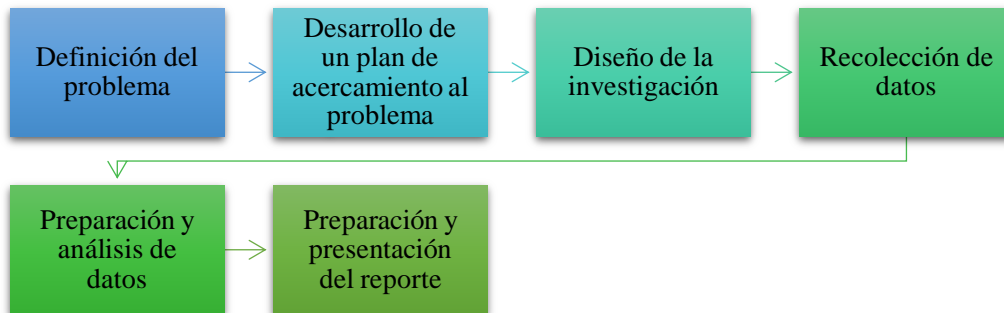 Definición del
problema
Desarrollo de
un plan de
acercamiento al
problema
Diseño de la
investigación
Recolección de
datos
Preparación y
análisis de
datos
Preparación y
presentación
del reporte